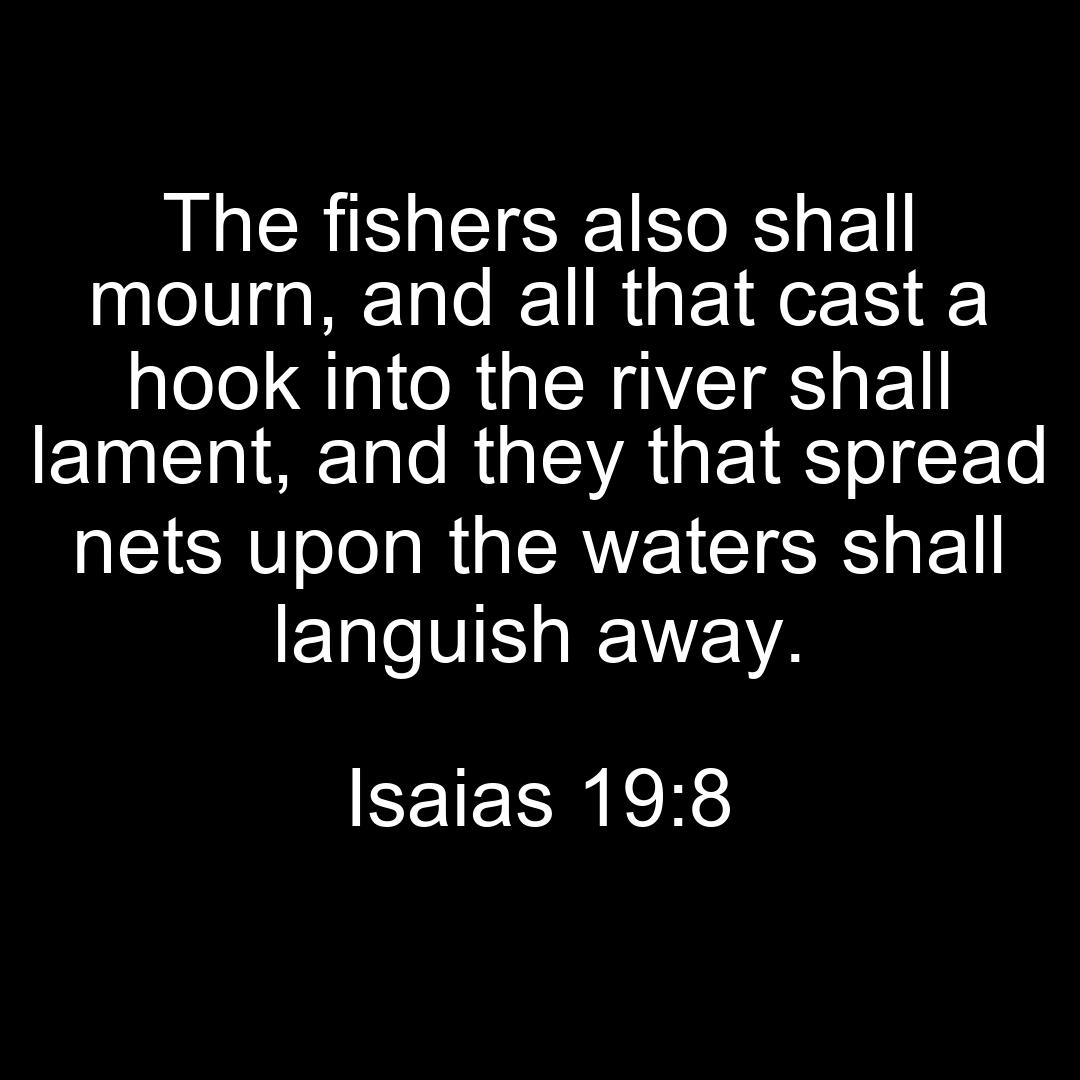 The fishers also shall
mourn, and all that cast a
hook into the river shall
lament, and they that spread
nets upon the waters shall
languish away.
Isaias 19:8